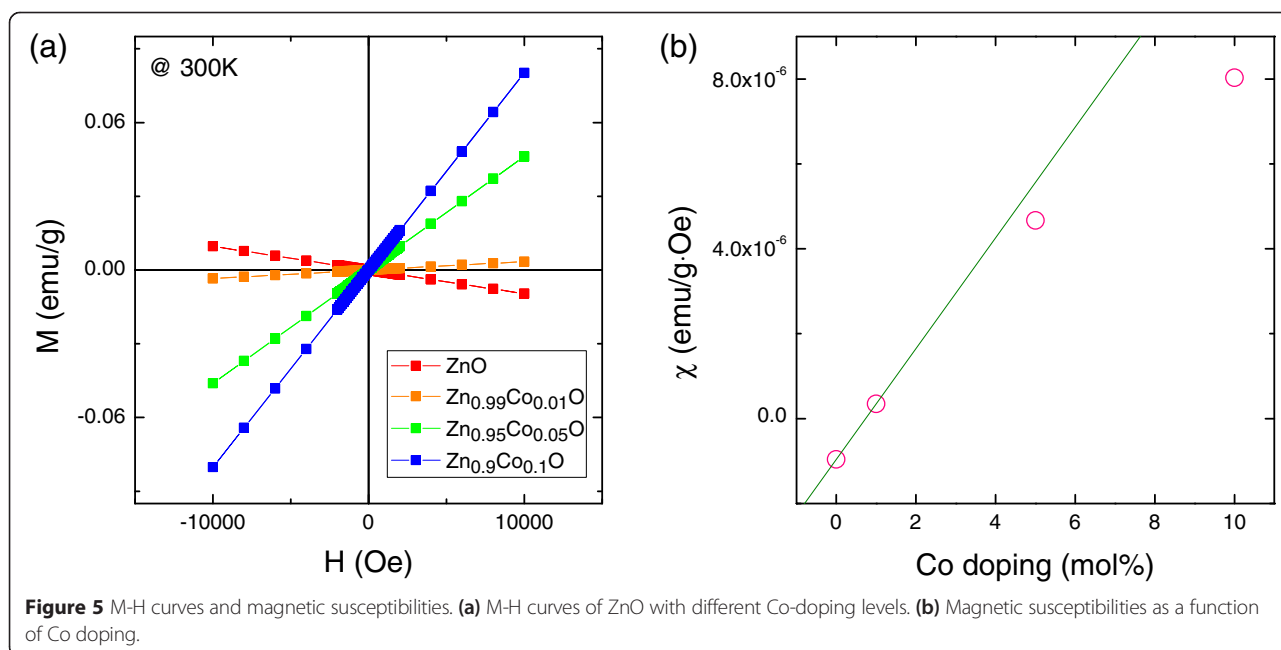 (a)
@ 300K
0.06
0.00
-0.06
M (emu/g)
-10000
0
10000
H (Oe)
ZnO
Zn0.99Co0.01O
Zn0.95Co0.05O
Zn0.9Co0.1O
(b)
8.0x10-6
4.0x10-6
0.0
χ (emu/g·Oe)
0
2
4
6
8
10
Co doping (mol%)
Figure 5 M-H curves and magnetic susceptibilities. (a) M-H curves of ZnO with different Co-doping levels. (b) Magnetic susceptibilities as a function
of Co doping.